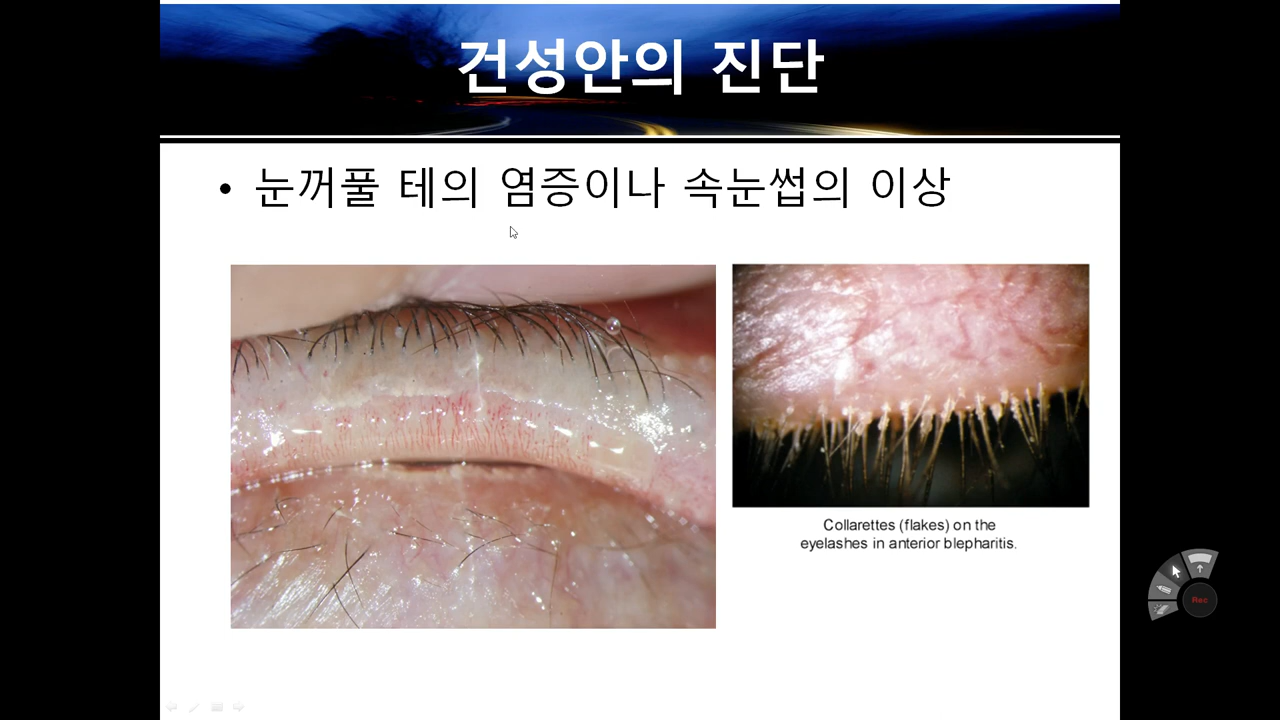 건성안의 진단
• 눈꺼풀 테의 염증이나 속눈썹의 이상
Collarettes (flakes) on the
eyelashes in anterior blepharitis.
Rec